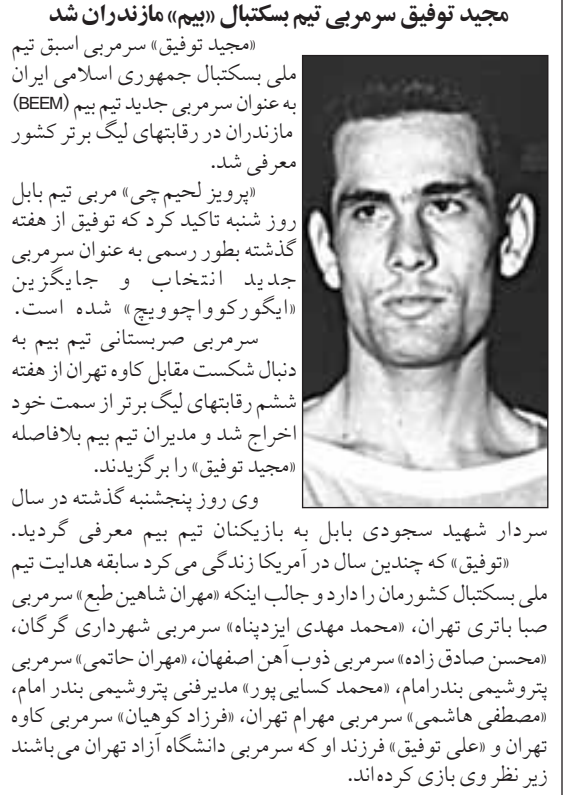 مجید توفیق سرمربی تیم بسکتبال «بیم» مازندران شد
«مجید توفیق» سرمربی اسبق تیم
ملی بسکتبال جمهوری اسلامی ایران
به عنوان سرمربی جدید تیم بیم (BEEM)
مازندران در رقابتهای لیگ برتر کشور
معرفی شد.
«پرویز لحیم چی» مربی تیم بابل
روز شنبه تاکید کرد که توفیق از هفته
گذشته بطور رسمی به عنوان سرمربی
جدید انتخاب و جایگزین
«ایگور کوواچوویچ» شده است.
سرمربی صربستانی تیم بیم به
دنبال شکست مقابل کاوه تهران از هفته
ششم رقابتهای لیگ برتر از سمت خود
اخراج شد و مدیران تیم بیم بلافاصله
«مجید توفیق» را برگزیدند.
وی روز پنجشنبه گذشته در سال
سردار شهید سجودی بابل به بازیکنان تیم بیم معرفی گردید.
«توفیق» که چندین سال در آمریکا زندگی می کرد سابقه هدایت تیم
ملی بسکتبال کشورمان را دارد و جالب اینکه «مهران شاهین طبع» سرمربی
صبا باتری تهران، «محمد مهدی ایزدپناه» سرمربی شهرداری گرگان،
«محسن صادق زاده» سرمربی ذوب آهن اصفهان، «مهران حاتمی» سرمربی
پتروشیمی بندرامام، «محمد کسایی پور» مدیرفنی پتروشیمی بندر امام،
«مصطفی هاشمی» سرمربی مهرام تهران، «فرزاد کوهیان» سرمربی کاوه
تهران و «علی توفیق» فرزند او که سرمربی دانشگاه آزاد تهران می باشند
زیر نظر وی بازی کرده اند.